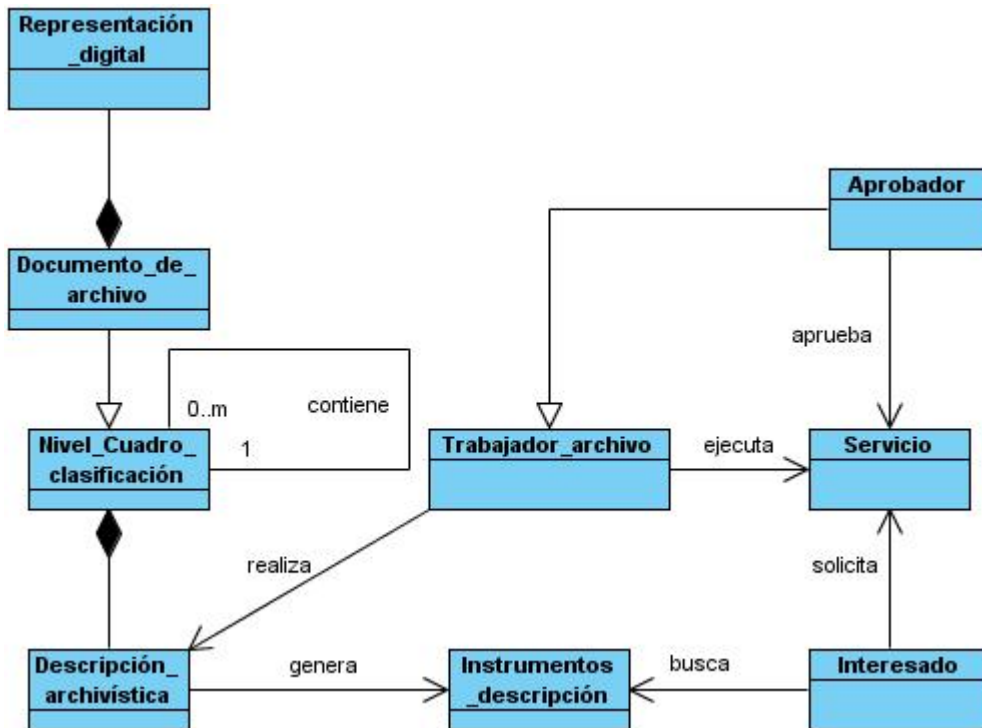 Representación
_digital
Aprobador
Documento_de_
archivo
aprueba
0..m
contiene
1
Nivel_Cuadro_
clasificación
Trabajador_archivo
ejecuta
Servicio
realiza
solicita
Descripción_
archivística
genera
Instrumentos
_descripción
busca
Interesado